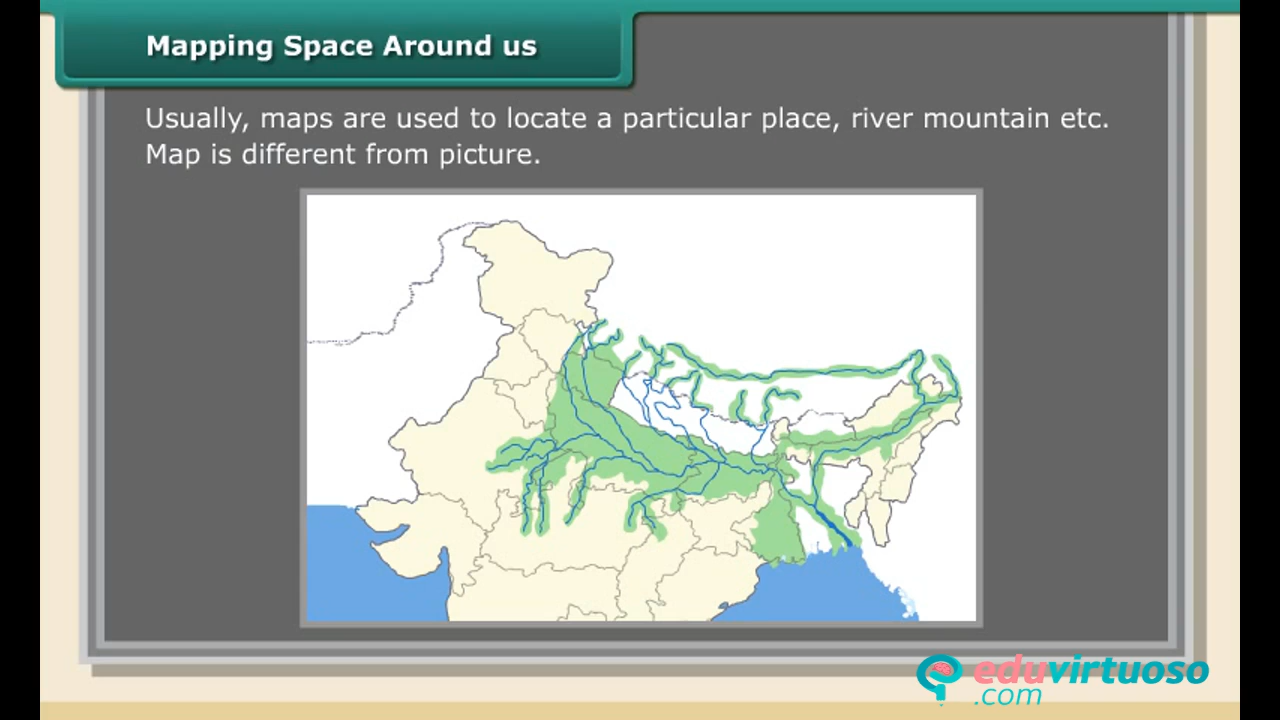 Mapping Space Around us
Usually, maps are used to locate a particular place, river mountain etc.
Map is different from picture.
eduvirtuoso
.com